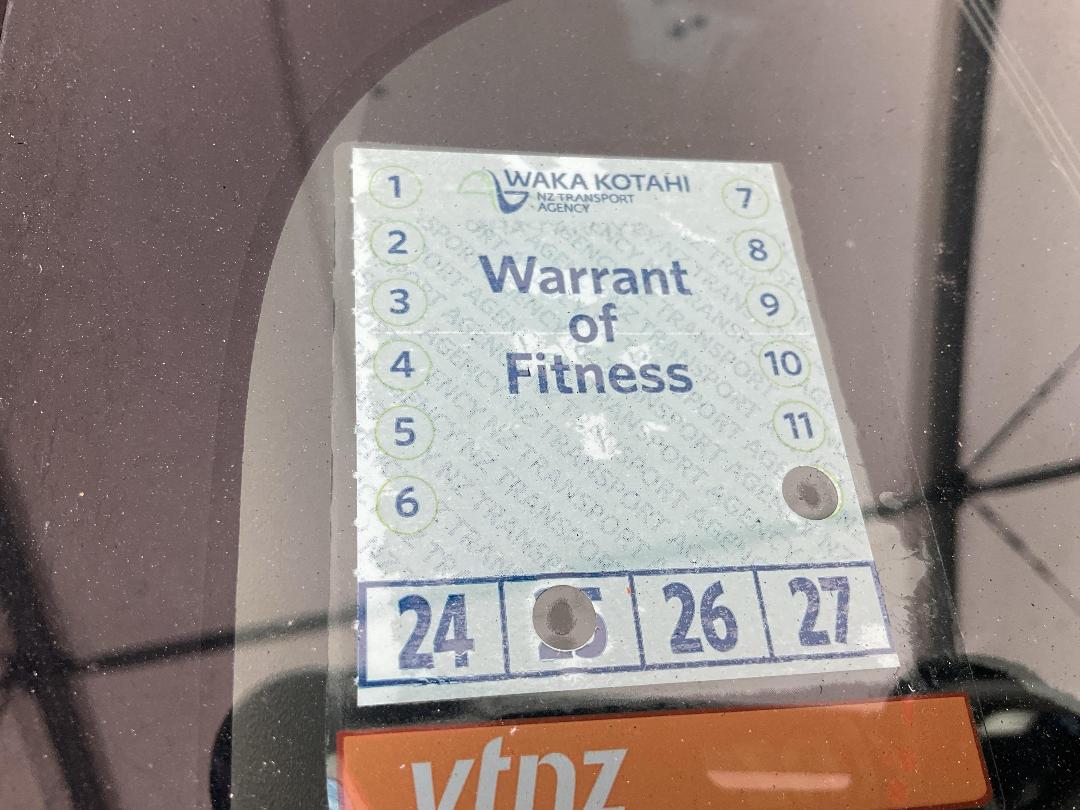 WAKA KOTAHI
NZ TRANSPORT
AGENCY
Warrant
of
Fitness
1
2
3
4
5
6
7
8
9
10
11
24 26 27
vtnz